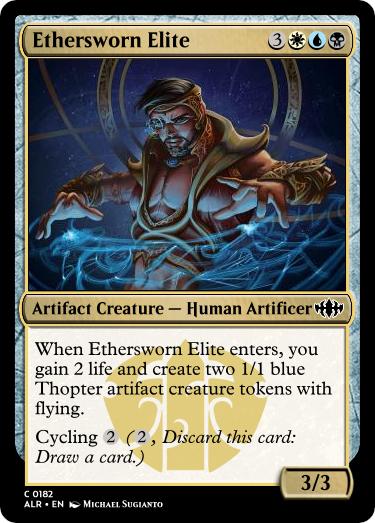 Ethersworn Elite 3
Artifact Creature — Human Artificer
When Ethersworn Elite enters, you
gain 2 life and create two 1/1 blue
Thopter artifact creature tokens with
flying.
Cycling 2 ( 2 , Discard this card:
Draw a card.)
3/3
C 0182
ALR • EN Michael Sugianto